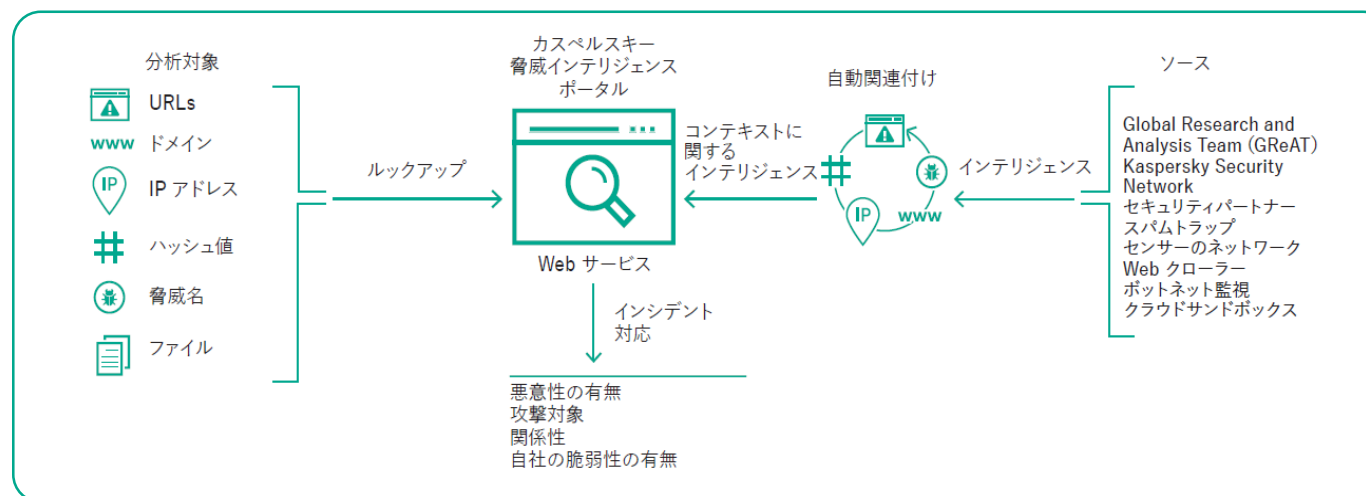 分析対象
URLs
www ドメイン
IP IP アドレス
ハッシュ値
脅威名
ファイル
ルックアップ
カスペルスキー
脅威インテリジェンス
ポータル
Web サービス
インシデント
対応
悪意性の有無
攻撃対象
関係性
自社の脆弱性の有無
コンテキストに
関する
インテリジェンス
自動関連付け
IP
www
インテリジェンス
ソース
Global Research and
Analysis Team (GReAT)
Kaspersky Security
Network
セキュリティパートナー
スパムトラップ
センサーのネットワーク
Web クローラー
ボットネット監視
クラウドサンドボックス